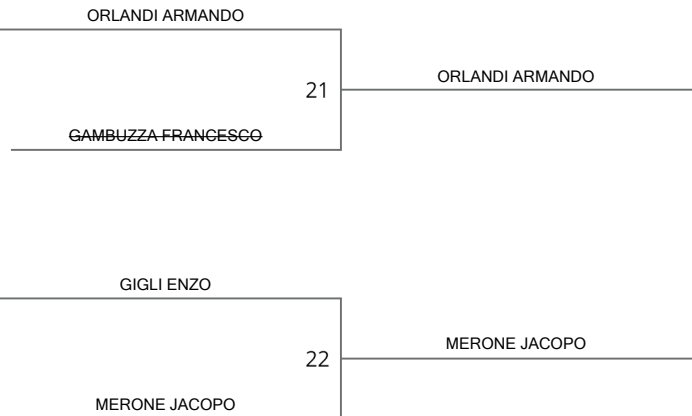 ORLANDI ARMANDO
21
ORLANDI ARMANDO
GAMBUZZA FRANCESCO
GIGLI ENZO
22
MERONE JACOPO
MERONE JACOPO